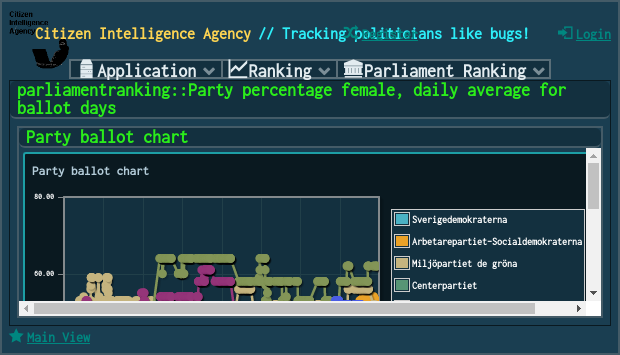 Citizen
Intelligence
Agency
Citizen Intelligence Agency // Tracking politicians like bugs!
Register
Login
Application
Ranking
Parliament Ranking
parliamentranking::Party percentage female, daily average for
ballot days
Party ballot chart
Party ballot chart
80.00
60.00
Sverigedemokraterna
Arbetarepartiet-Socialdemokraterna
Miljöpartiet de gröna
Centerpartiet
Main View